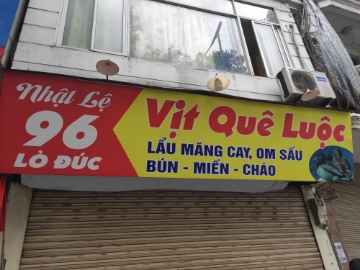 Nhật Lệ
96
LÒ ĐÚC
Vịt Quê Luộc
LẨU MĂNG CAY, OM SẤU
BÚN - MIẾN - CHÁO